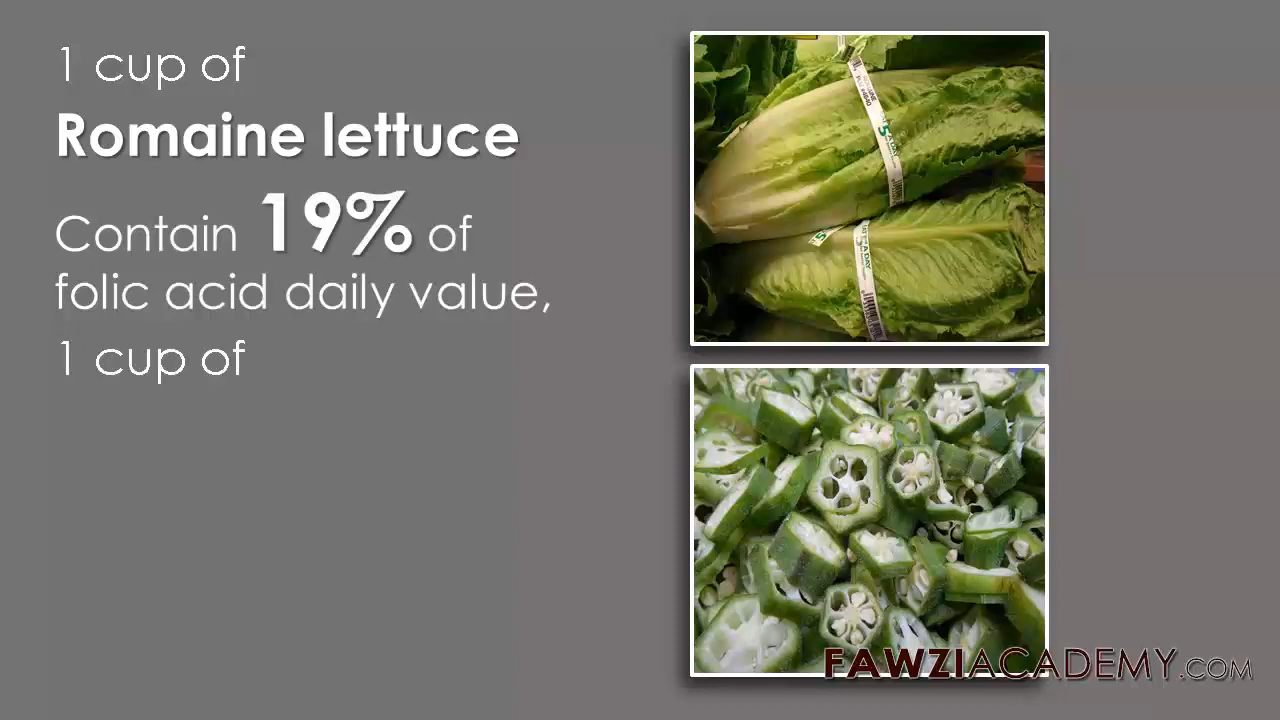 1 cup of
Romaine lettuce
Contain 19% of
folic acid daily value,
1 cup of
FAWZIACADEMY.COM